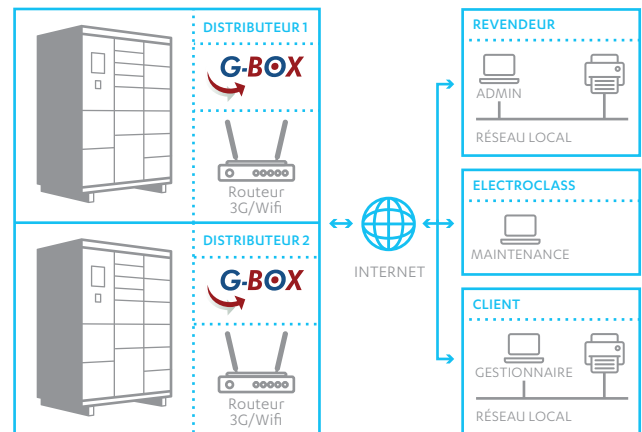 DISTRIBUTEUR 1
G-BOX
Routeur
3G/Wifi
DISTRIBUTEUR 2
G-BOX
Routeur
3G/Wifi
INTERNET
REVENDEUR
ADMIN
RÉSEAU LOCAL
ELECTROCLASS
MAINTENANCE
CLIENT
GESTIONNAIRE
RÉSEAU LOCAL